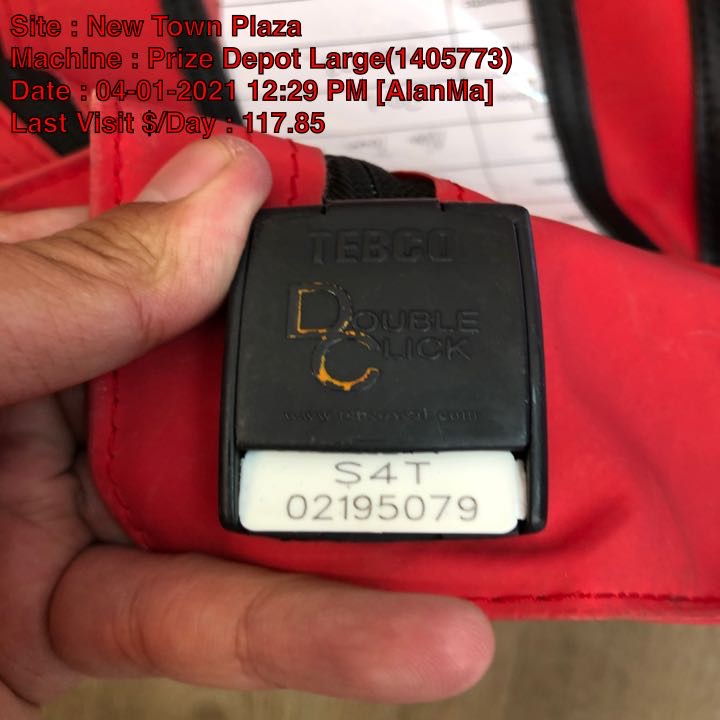 Site : New Town Plaza
Machine : Prize Depot Large(1405773)
Date : 04-01-2021 12:29 PM [AlanMa]
Last Visit $/Day : 117.85
TEBCO
DOUBLE
CLICK
S4T
02195079